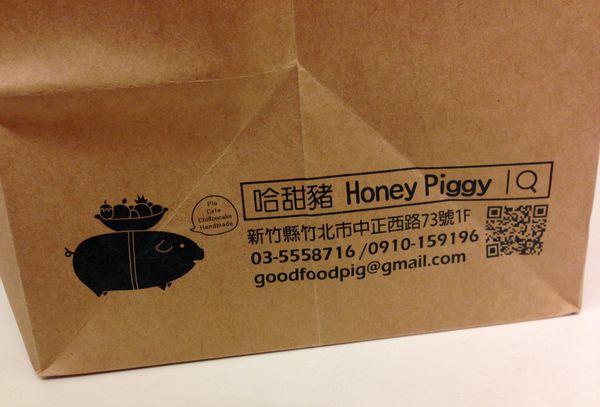 哈甜豬 Honey Piggy
Pie
Cake
Chiffoncake
Handmade
新竹縣竹北市中正西路73號1F
03-5558716 /0910-159196
goodfoodpig@gmail.com